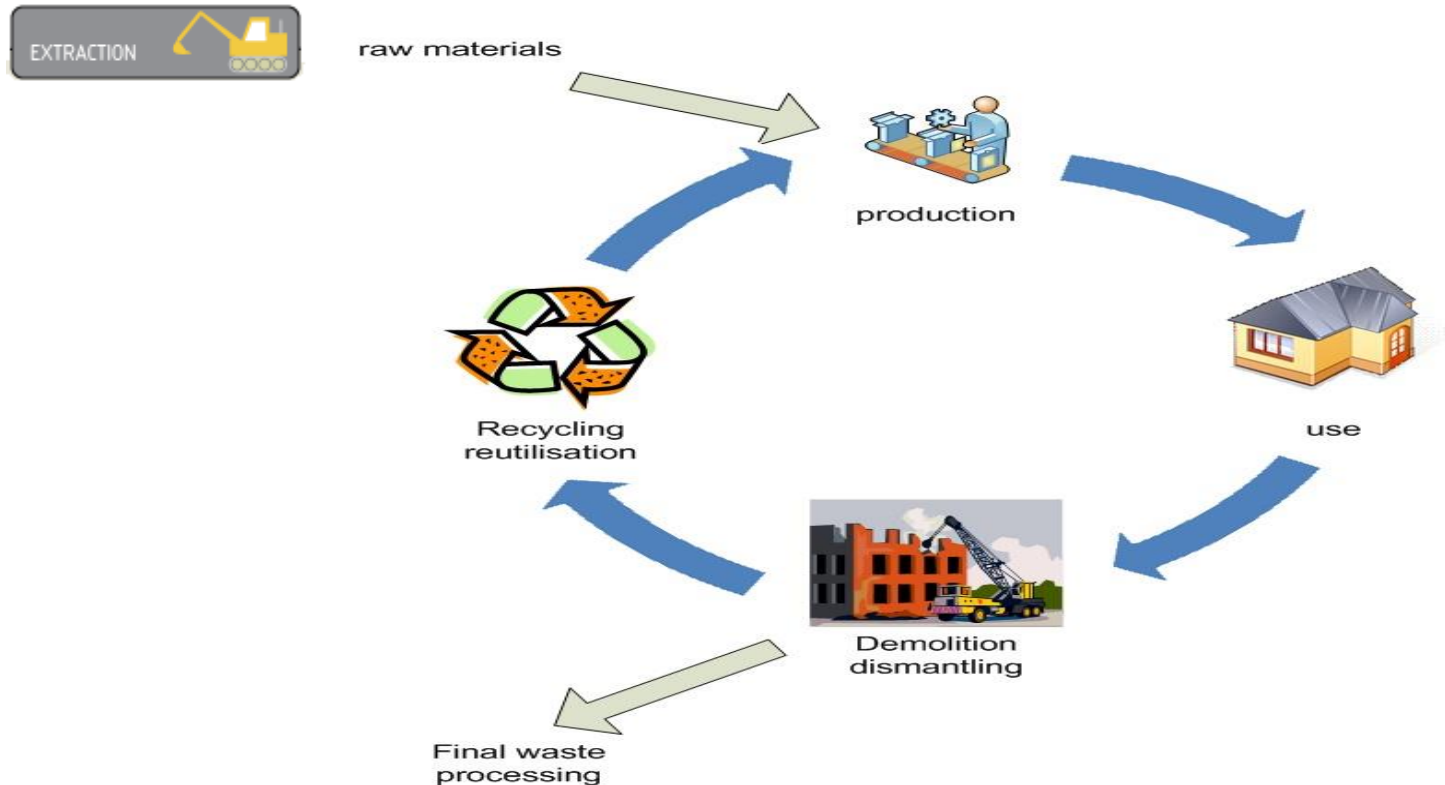 EXTRACTION
raw materials
production
Recycling
reutilisation
use
Demolition
dismantling
Final waste
processing